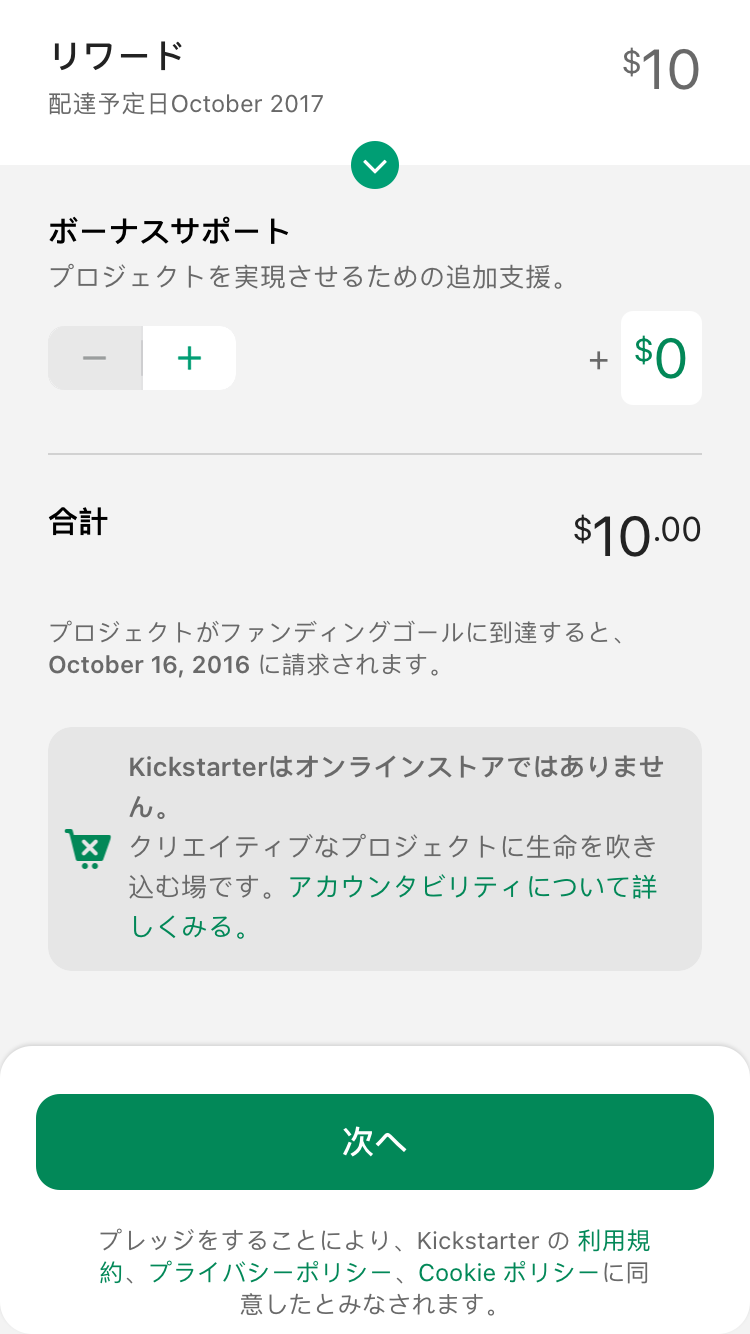 リワード
$10
配達予定日October 2017
ボーナスサポート
プロジェクトを実現させるための追加支援。
− +
+ $0
合計
$10.00
プロジェクトがファンディングゴールに到達すると、
October 16, 2016 に請求されます。
Kickstarterはオンラインストアではありませ
ん。
クリエイティブなプロジェクトに生命を吹き
込む場です。アカウンタビリティについて詳
しくみる。
次へ
プレッジをすることにより、Kickstarter の 利用規
約、プライバシーポリシー、Cookie ポリシーに同
意したとみなされます。